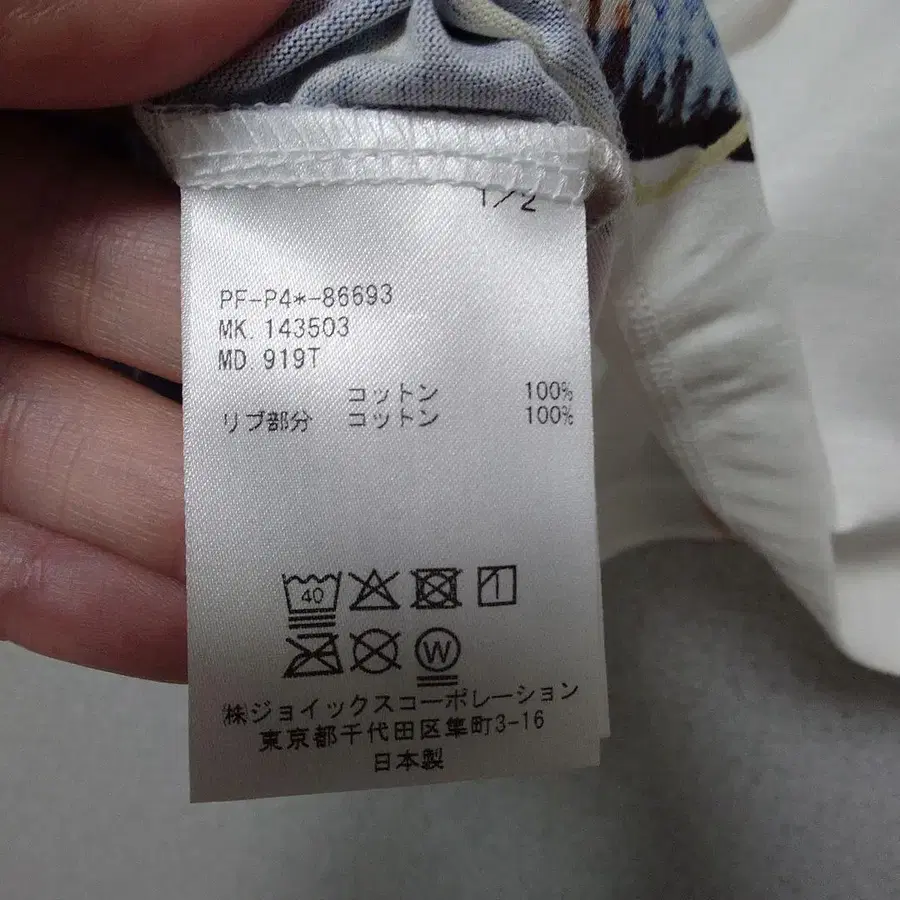 1/2
PF-P4*-86693
MK. 143503
MD. 919T
コットン 100%
リブ部分 コットン 100%
40
W
㈱ジョイックスコーポレーション
東京都千代田区隼町3-16
日本製